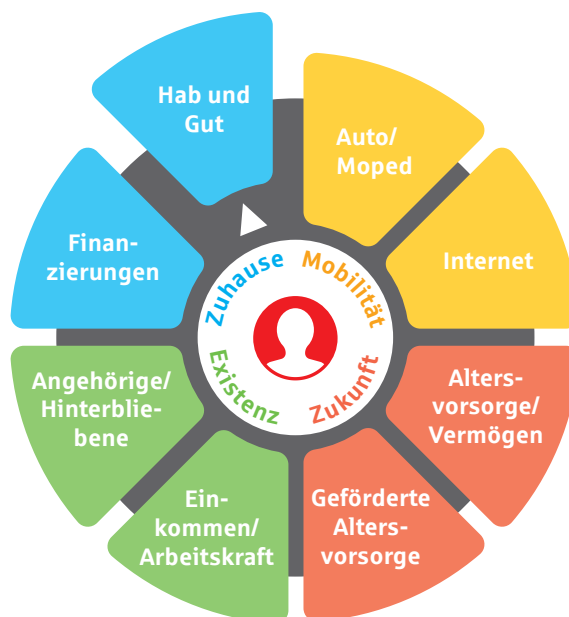 Hab und
Gut
Auto/
Moped
Internet
Alters-
vorsorge/
Vermögen
Geförderte
Alters-
vorsorge
Ein-
kommen/
Arbeitskraft
Angehörige/
Hinterblie-
bene
Finan-
zierungen
Zuhause
Mobilität
Zukunft
Existenz